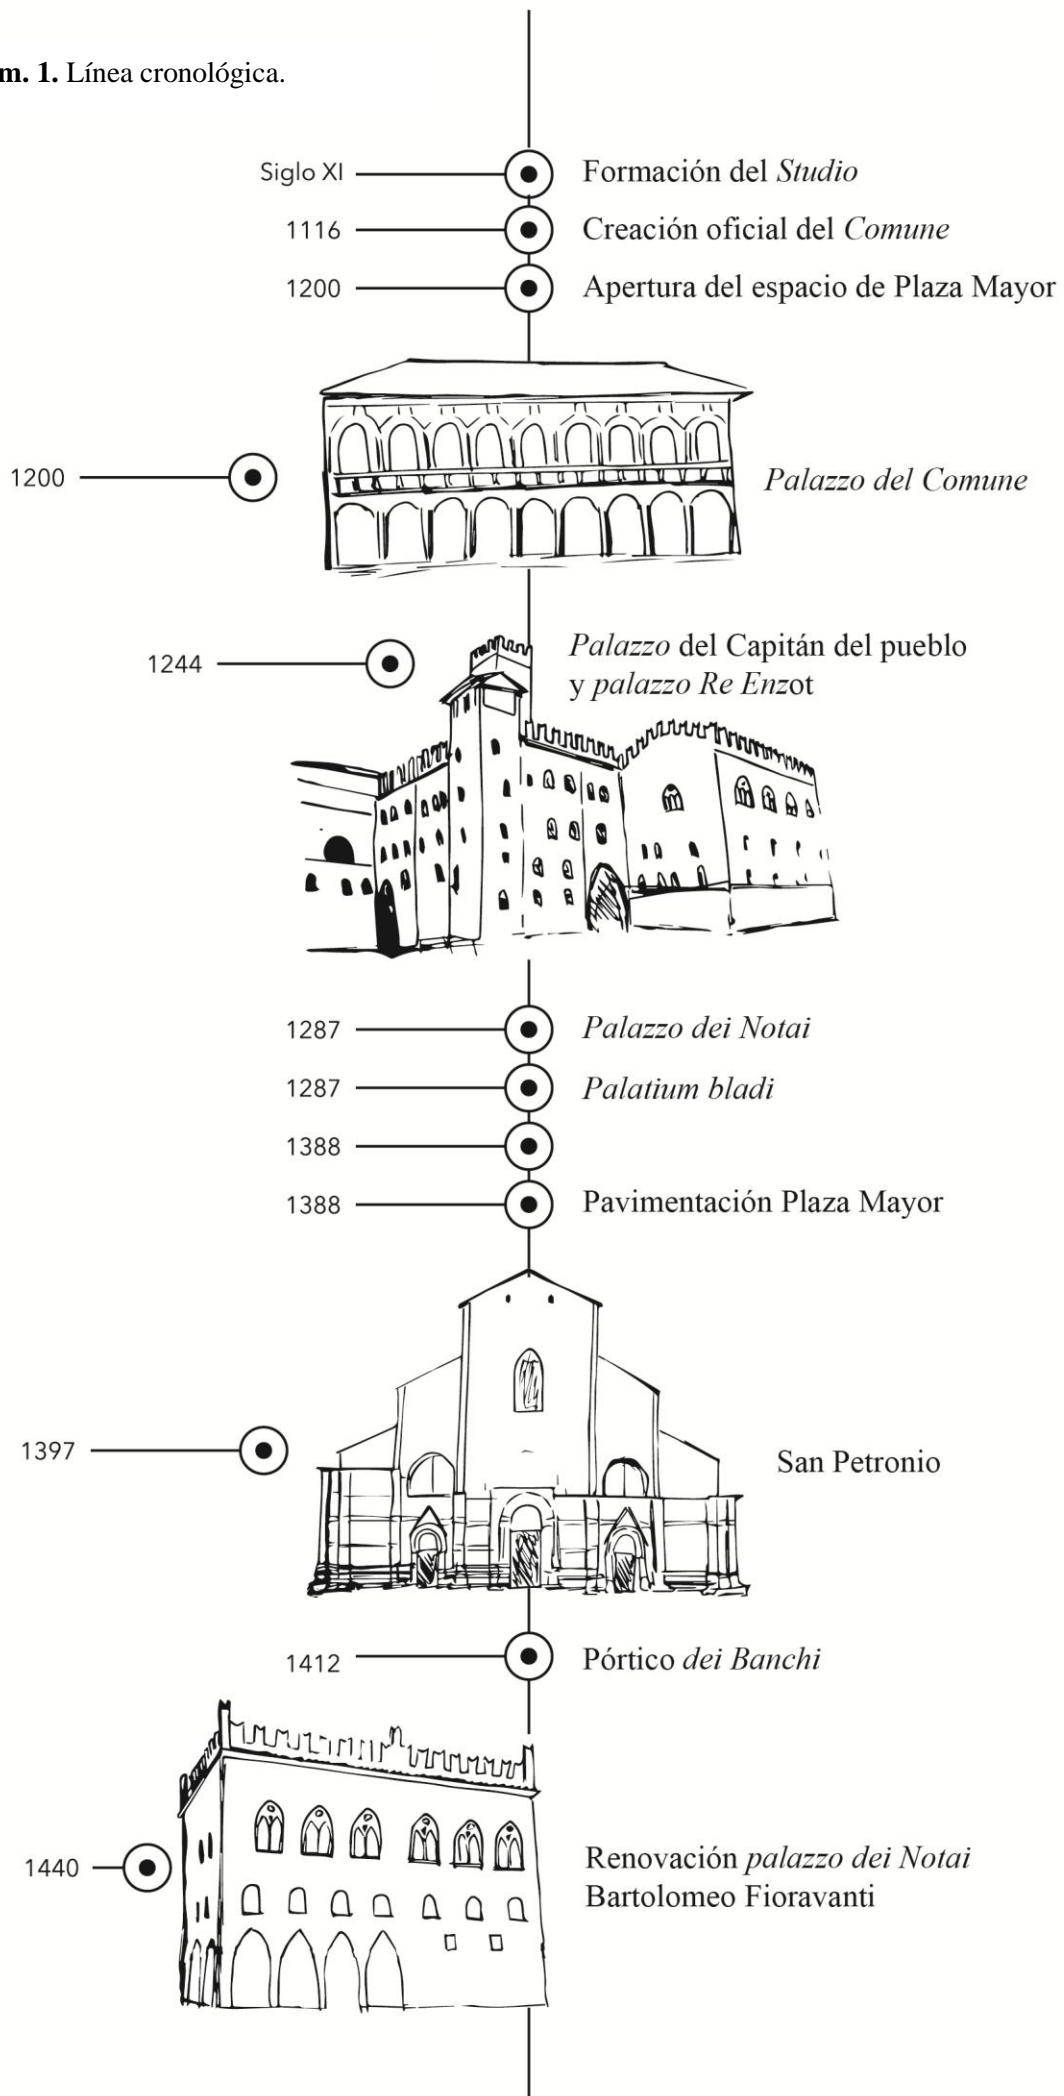 m. 1. Línea cronológica.
Siglo XI Formación del Studio
1116 Creación oficial del Comune
1200 Apertura del espacio de Plaza Mayor
1200 Palazzo del Comune
1244 Palazzo del Capitán del pueblo
y palazzo Re Enzot
1287 Palazzo dei Notai
1287 Palatium bladi
1388
1388 Pavimentación Plaza Mayor
1397 San Petronio
1412 Pórtico dei Banchi
1440 Renovación palazzo dei Notai
Bartolomeo Fioravanti